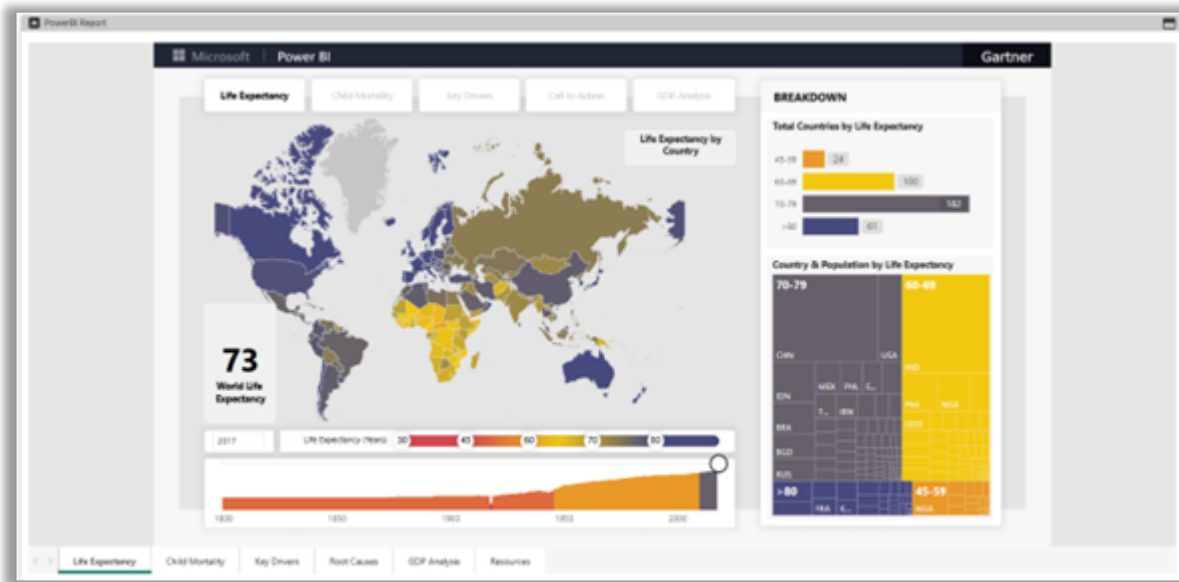 PowerBI Report
Microsoft | Power BI
Gartner
Life Expectancy
Child Mortality
Key Drivers
Call to Action
GDP Analysis
Life Expectancy by
Country
73
World Life
Expectancy
2017
Life Expectancy (Years)
30
45
60
70
80
1800
1850
1900
1950
2000
BREAKDOWN
Total Countries by Life Expectancy
45-59
24
60-69
100
70-79
182
>80
61
Country & Population by Life Expectancy
70-79
CHN
USA
IDN
MEX
PHL
E...
T...
IRN
BRA
BGD
RUS
60-69
IND
PAK
NGA
COD
>80
FRA
K...
45-59
NGA
Life Expectancy
Child Mortality
Key Drivers
Root Causes
GDP Analysis
Resources